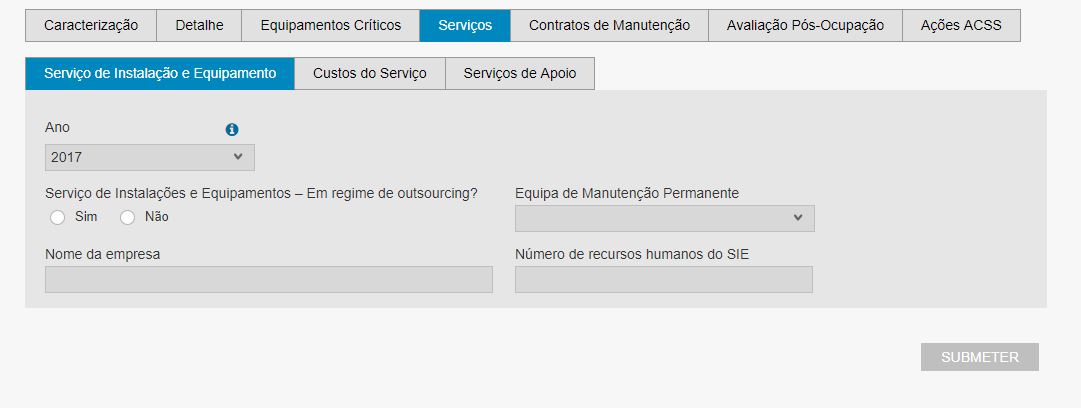 Caracterização Detalhe Equipamentos Críticos Serviços Contratos de Manutenção Avaliação Pós-Ocupação Ações ACSS
Serviço de Instalação e Equipamento Custos do Serviço Serviços de Apoio
Ano
2017
Serviço de Instalações e Equipamentos – Em regime de outsourcing? Equipa de Manutenção Permanente
Sim Não
Nome da empresa Número de recursos humanos do SIE
SUBMETER